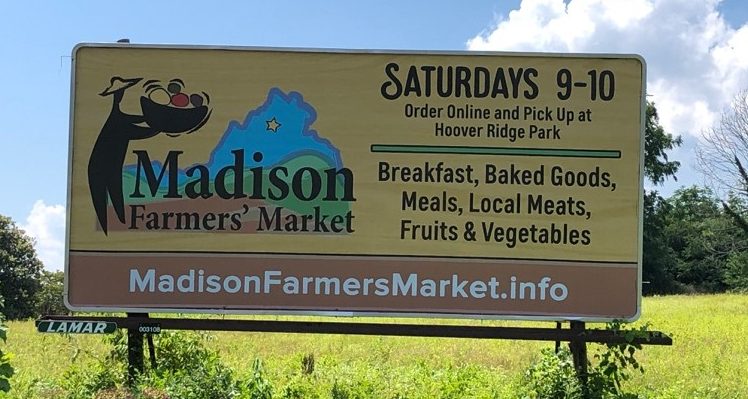 SATURDAYS 9-10
Order Online and Pick Up at
Hoover Ridge Park
Breakfast, Baked Goods,
Meals, Local Meats,
Fruits & Vegetables
Madison
Farmers' Market
MadisonFarmersMarket.info
LAMAR
003108